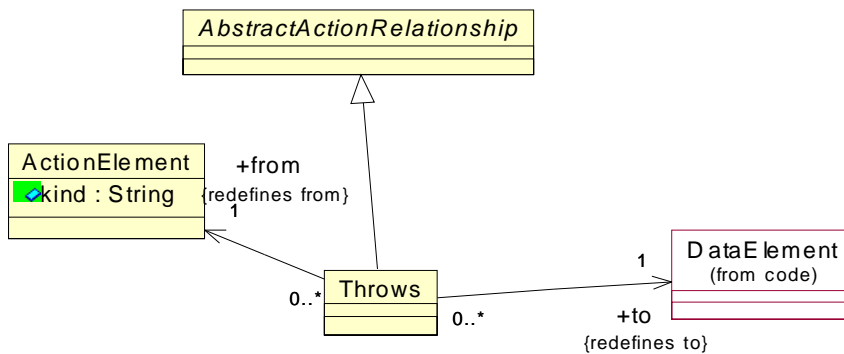 AbstractActionRelationship
ActionElement
kind : String
+from
{redefines from}
1
Throws
0..*
0..*
1
DataElement
(from code)
+to
{redefines to}